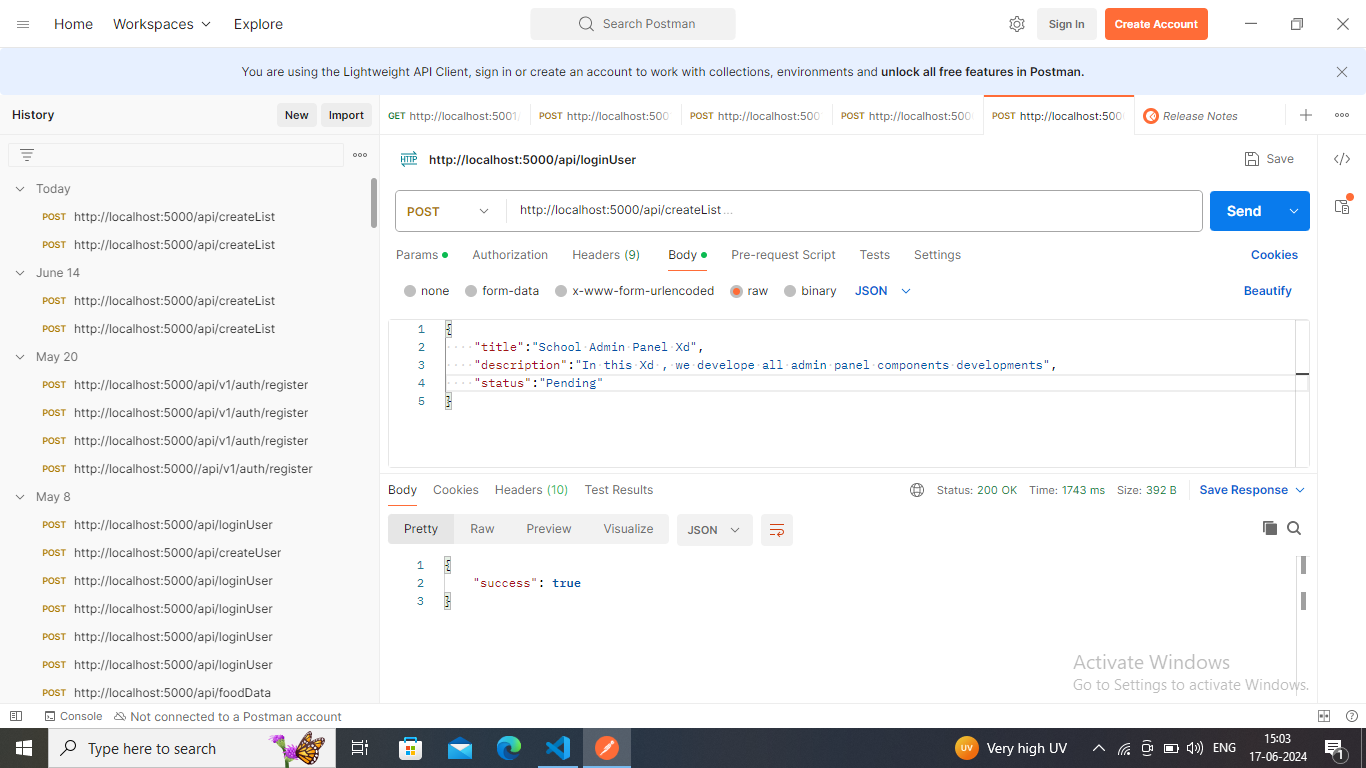 Home Workspaces Explore Search Postman Sign In Create Account
You are using the Lightweight API Client, sign in or create an account to work with collections, environments and unlock all free features in Postman.
History New Import
GET http://localhost:5001/ POST http://localhost:500 POST http://localhost:500 POST http://localhost:500 POST http://localhost:500 Release Notes
HTTP http://localhost:5000/api/loginUser Save
Today
POST http://localhost:5000/api/createList
POST http://localhost:5000/api/createList
June 14
POST http://localhost:5000/api/createList
POST http://localhost:5000/api/createList
May 20
POST http://localhost:5000/api/v1/auth/register
POST http://localhost:5000/api/v1/auth/register
POST http://localhost:5000/api/v1/auth/register
POST http://localhost:5000//api/v1/auth/register
May 8
POST http://localhost:5000/api/loginUser
POST http://localhost:5000/api/createUser
POST http://localhost:5000/api/loginUser
POST http://localhost:5000/api/loginUser
POST http://localhost:5000/api/loginUser
POST http://localhost:5000/api/loginUser
POST http://localhost:5000/api/foodData
POST http://localhost:5000/api/createList... Send
Params Authorization Headers (9) Body Pre-request Script Tests Settings Cookies
none form-data x-www-form-urlencoded raw binary JSON Beautify
1 {
2 "title":"School Admin Panel Xd",
3 "description":"In this Xd , we develope all admin panel components developments",
4 "status":"Pending"
5 }
Body Cookies Headers (10) Test Results Status: 200 OK Time: 1743 ms Size: 392 B Save Response
Pretty Raw Preview Visualize JSON
1 {
2 "success": true
3 }
Activate Windows
Go to Settings to activate Windows.
Console Not connected to a Postman account
Type here to search UV Very high UV ENG 15:03
17-06-2024 1